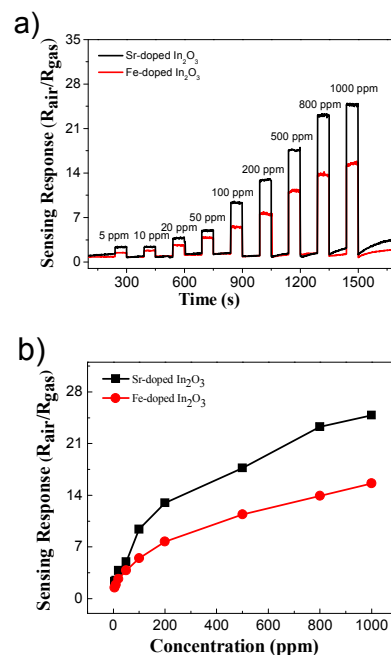 a)
Sensing Response (Rair/Rgas)
35
28
21
14
7
0
Sr-doped In2O3
Fe-doped In2O3
5 ppm
10 ppm
20 ppm
50 ppm
100 ppm
200 ppm
500 ppm
800 ppm
1000 ppm
300
600
900
1200
1500
Time (s)
b)
Sensing Response (Rair/Rgas)
28
21
14
7
0
Sr-doped In2O3
Fe-doped In2O3
0
200
400
600
800
1000
Concentration (ppm)